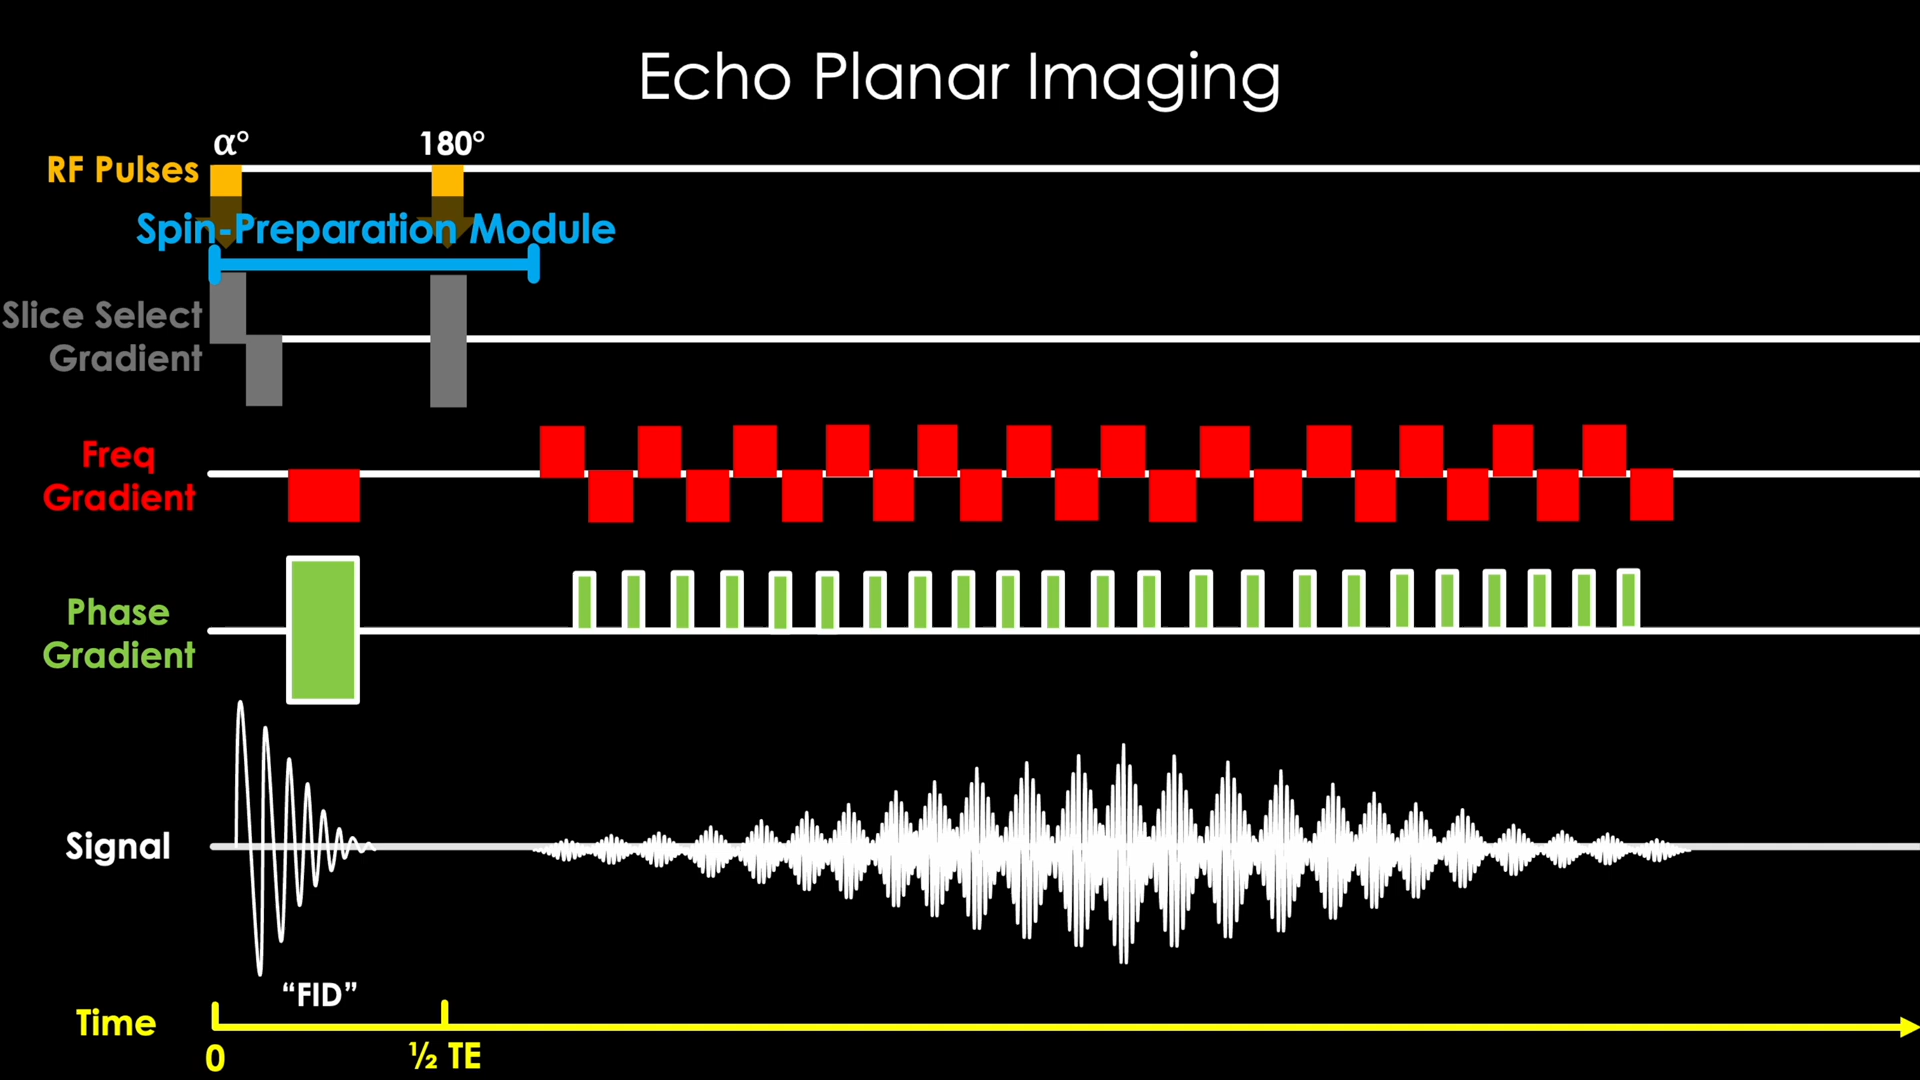 Echo Planar Imaging
α°
180°
RF Pulses
Spin-Preparation Module
Slice Select
Gradient
Freq
Gradient
Phase
Gradient
Signal
“FID”
Time
0
½ TE